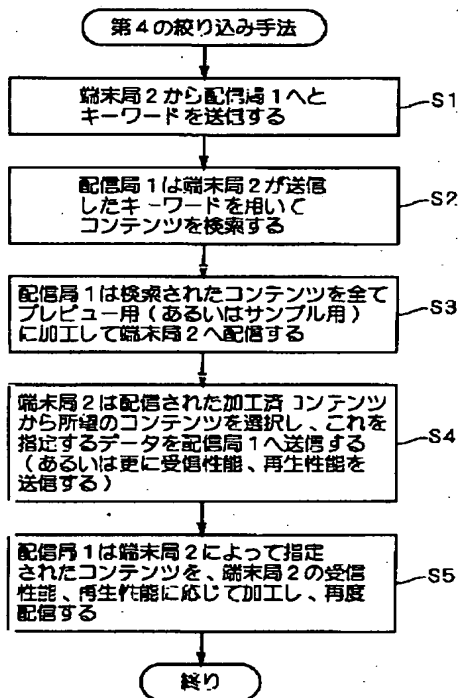 第4の絞り込み手法
端末局2から配信局1へと
キーワードを送信する
S1
配信局1は端末局2が送信
したキーワードを用いて
コンテンツを検索する
S2
配信局1は検索されたコンテンツを全て
プレビュー用(あるいはサンプル用)
に加工して端末局2へ配信する
S3
端末局2は配信された加工済コンテンツ
から所望のコンテンツを選択し、これを
指定するデータを配信局1へ送信する
(あるいは更に受信性能、再生性能を
送信する)
S4
配信局1は端末局2によって指定
されたコンテンツを、端末局2の受信
性能、再生性能に応じて加工し、再度
配信する
S5
終り